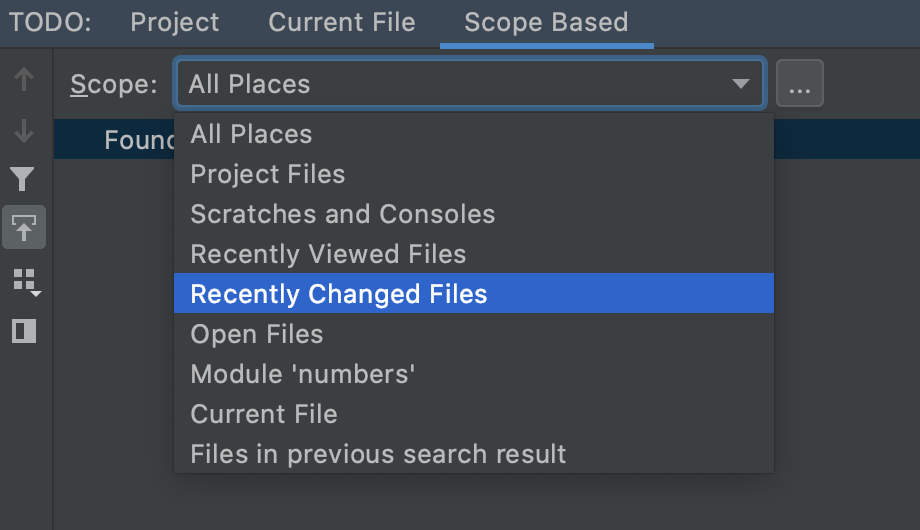 TODO: Project Current File Scope Based
Scope: All Places ...
Found
All Places
Project Files
Scratches and Consoles
Recently Viewed Files
Recently Changed Files
Open Files
Module 'numbers'
Current File
Files in previous search result